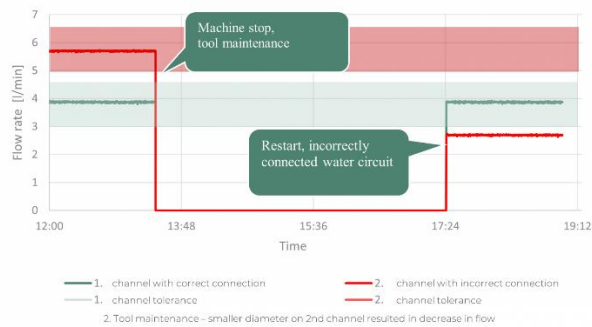 7
6
5
4
3
2
1
0
Flow rate [l/min]
Machine stop,
tool maintenance
Restart, incorrectly
connected water circuit
12:00 13:48 15:36 17:24 19:12
Time
1. channel with correct connection
2. channel with incorrect connection
1. channel tolerance
2. channel tolerance
2. Tool maintenance – smaller diameter on 2nd channel resulted in decrease in flow